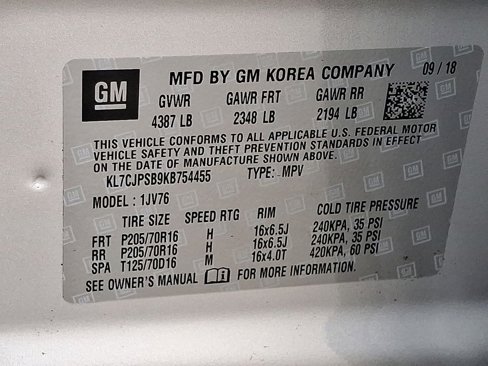 GM MFD BY GM KOREA COMPANY 09/18
GVWR GAWR FRT GAWR RR
4387 LB 2348 LB 2194 LB
THIS VEHICLE CONFORMS TO ALL APPLICABLE U.S. FEDERAL MOTOR
VEHICLE SAFETY AND THEFT PREVENTION STANDARDS IN EFFECT
ON THE DATE OF MANUFACTURE SHOWN ABOVE.
KL7CJPSB9KB754455 TYPE: MPV
MODEL : 1JV76
TIRE SIZE SPEED RTG RIM COLD TIRE PRESSURE
FRT P205/70R16 H 16x6.5J 240KPA, 35 PSI
RR P205/70R16 H 16x6.5J 240KPA, 35 PSI
SPA T125/70D16 M 16x4.0T 420KPA, 60 PSI
SEE OWNER'S MANUAL FOR MORE INFORMATION.